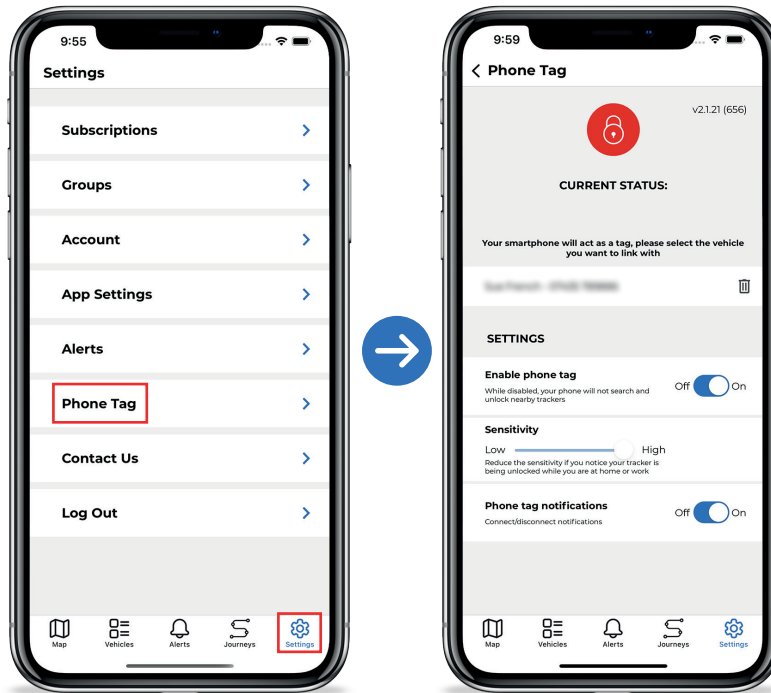 9:55
Settings
Subscriptions
Groups
Account
App Settings
Alerts
Phone Tag
Contact Us
Log Out
Map
Vehicles
Alerts
Journeys
Settings
9:59
Phone Tag
v2.1.21 (656)
CURRENT STATUS:
Your smartphone will act as a tag, please select the vehicle
you want to link with
SETTINGS
Enable phone tag
While disabled, your phone will not search and
unlock nearby trackers
Off On
Sensitivity
Low High
Reduce the sensitivity if you notice your tracker is
being unlocked while you are at home or work
Phone tag notifications
Connect/disconnect notifications
Off On
Map
Vehicles
Alerts
Journeys
Settings